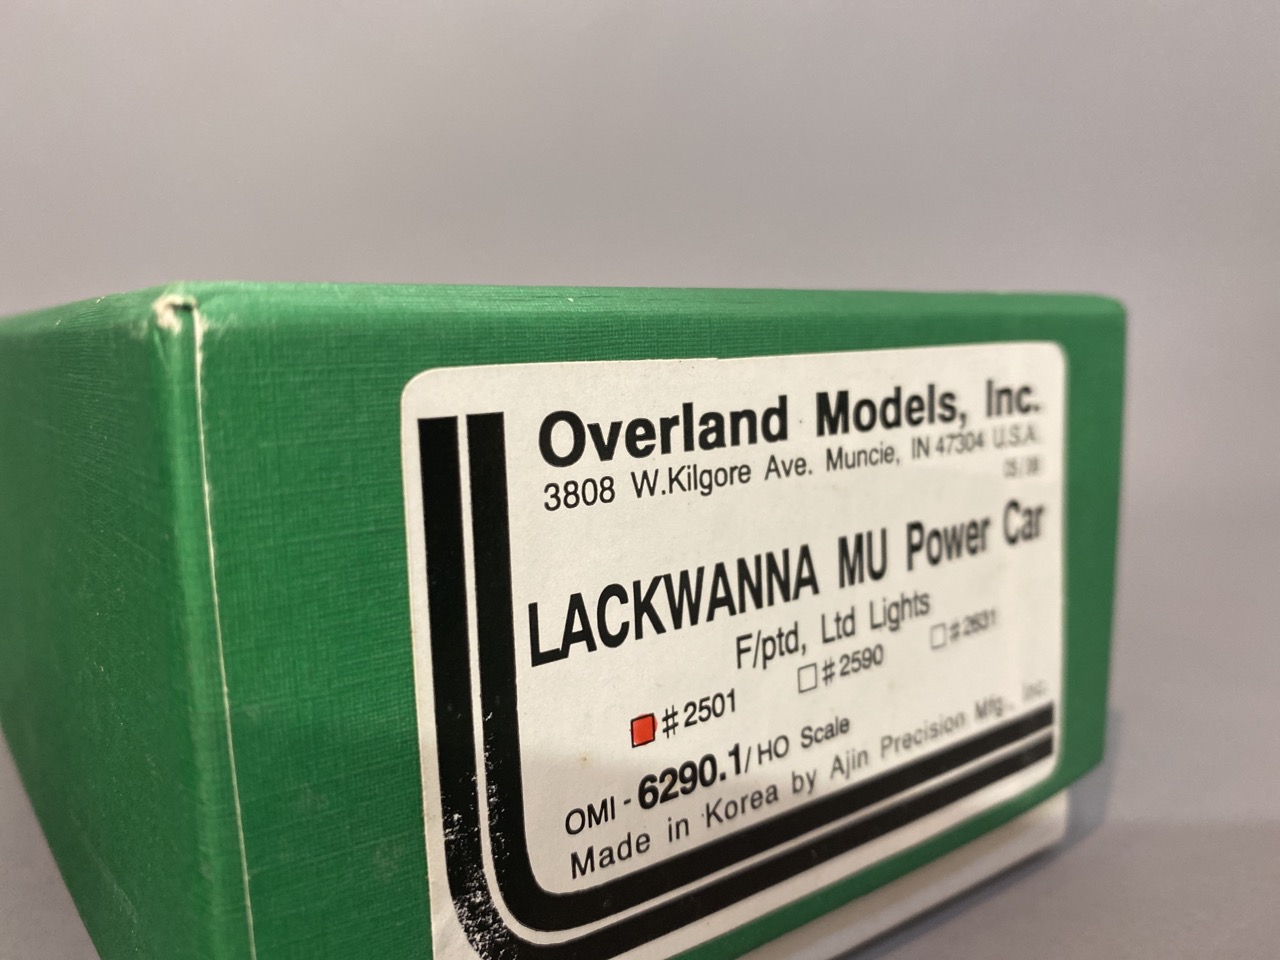 Overland Models, Inc.
3808 W.Kilgore Ave. Muncie, IN 47304 U.S.A.
LACKWANNA MU Power Car
F/ptd, Ltd Lights
#2501 #2590 #2631
OMI - 6290.1/HO Scale
Made in Korea by Ajin Precision Mfg., Inc.